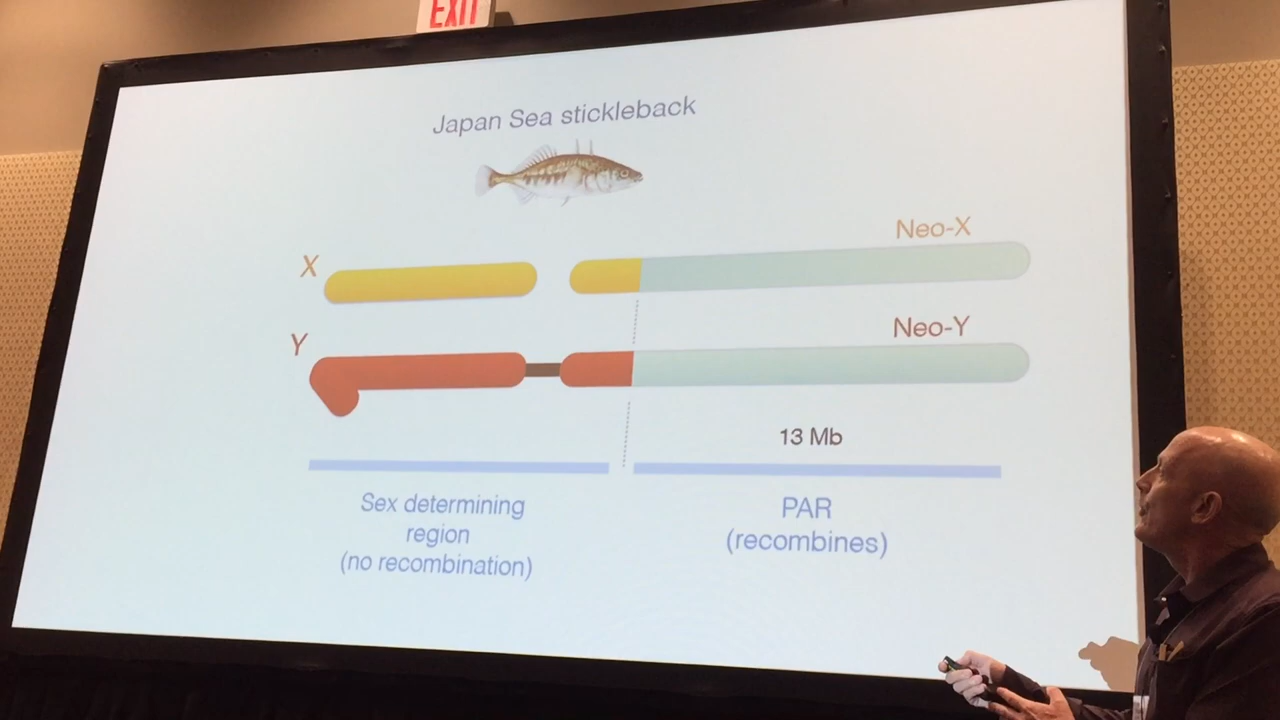 EXIT
Japan Sea stickleback
Neo-X
X
Neo-Y
Y
13 Mb
Sex determining
region
(no recombination)
PAR
(recombines)